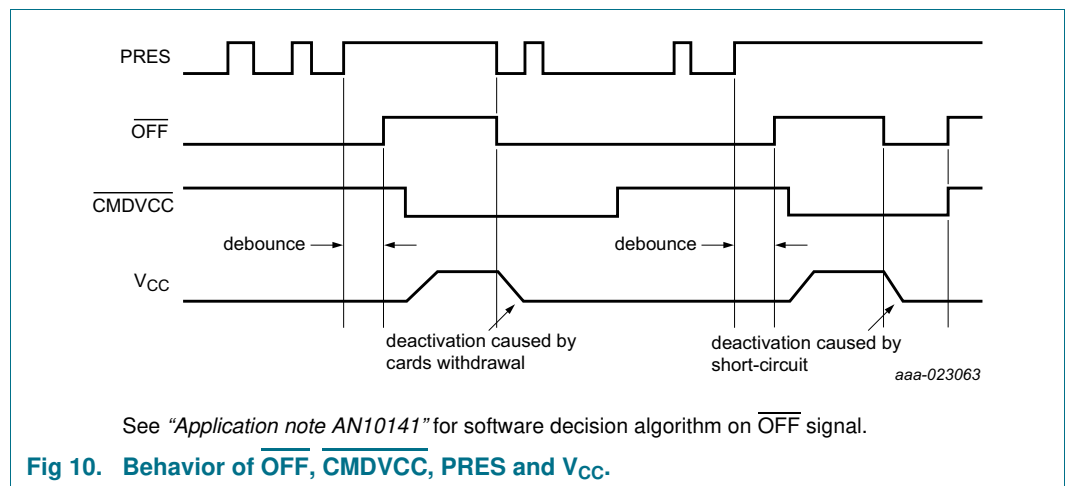 PRES
OFF
CMDVCC
debounce
debounce
VCC
deactivation caused by
cards withdrawal
deactivation caused by
short-circuit
aaa-023063
See “Application note AN10141” for software decision algorithm on OFF signal.
Fig 10. Behavior of OFF, CMDVCC, PRES and VCC.